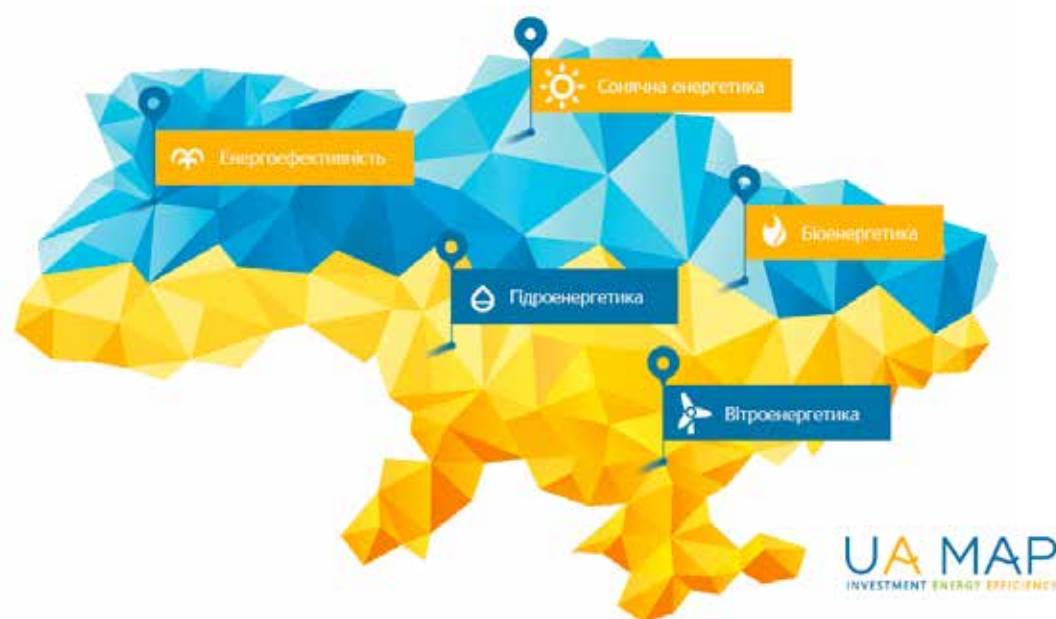 Сонячна енергетика
Енергоефективність
Біоенергетика
Гідроенергетика
Вітроенергетика
UA MAP
INVESTMENT ENERGY EFFICIENCY